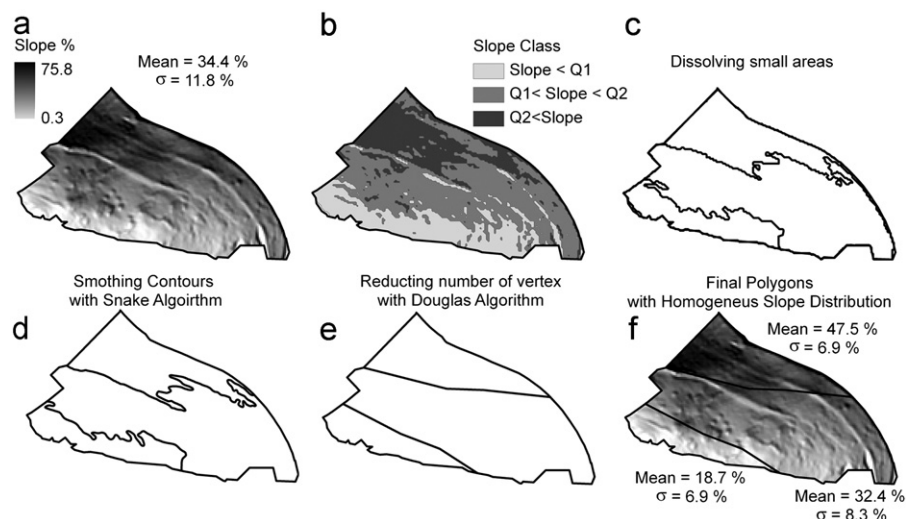 a
Slope %
75.8
0.3
Mean = 34.4 %
σ = 11.8 %
b
Slope Class
Slope < Q1
Q1< Slope < Q2
Q2<Slope
c
Dissolving small areas
d
Smothing Contours
with Snake Algoirthm
e
Reducting number of vertex
with Douglas Algorithm
f
Final Polygons
with Homogeneus Slope Distribution
Mean = 47.5 %
σ = 6.9 %
Mean = 18.7 %
σ = 6.9 %
Mean = 32.4 %
σ = 8.3 %